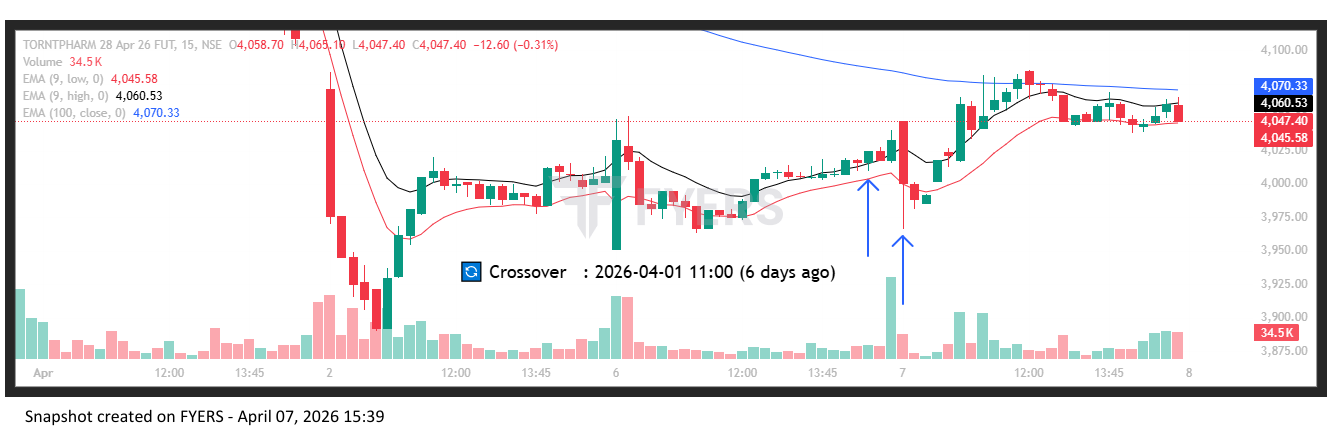 TORNTPHARM 28 Apr 26 FUT, 15, NSE O4,058.70 H4,065.10 L4,047.40 C4,047.40 −12.60 (−0.31%)
Volume 34.5K
EMA (9, low, 0) 4,045.58
EMA (9, high, 0) 4,060.53
EMA (100, close, 0) 4,070.33
4,100.00
4,070.33
4,060.53
4,047.40
4,045.58
4,025.00
4,000.00
3,975.00
3,950.00
3,925.00
3,900.00
34.5K
3,875.00
FYERS
Crossover : 2026-04-01 11:00 (6 days ago)
Apr 12:00 13:45 2 12:00 13:45 6 12:00 13:45 7 12:00 13:45 8
Snapshot created on FYERS - April 07, 2026 15:39